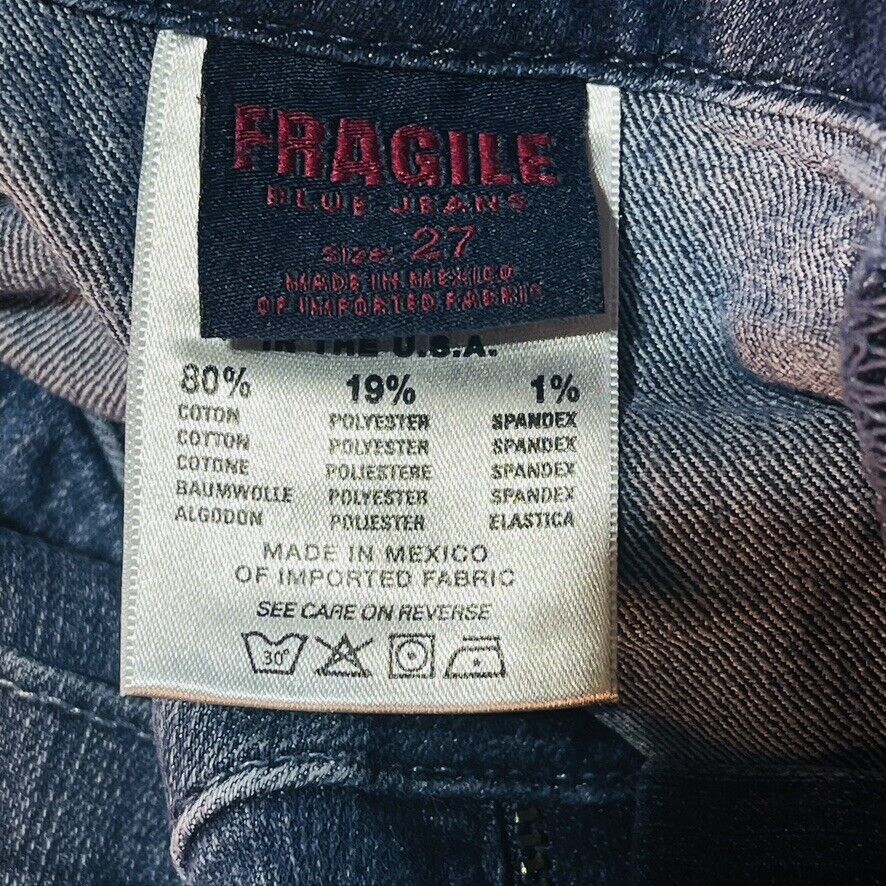 FRAGILE
BLUE JEANS
SIZE: 27
MADE IN MEXICO
OF IMPORTED FABRIC
IN THE U.S.A.
80% 19% 1%
COTON POLYESTER SPANDEX
COTTON POLYESTER SPANDEX
COTONE POLIESTERE SPANDEX
BAUMWOLLE POLYESTER SPANDEX
ALGODON POLIESTER ELASTICA
MADE IN MEXICO
OF IMPORTED FABRIC
SEE CARE ON REVERSE
30°